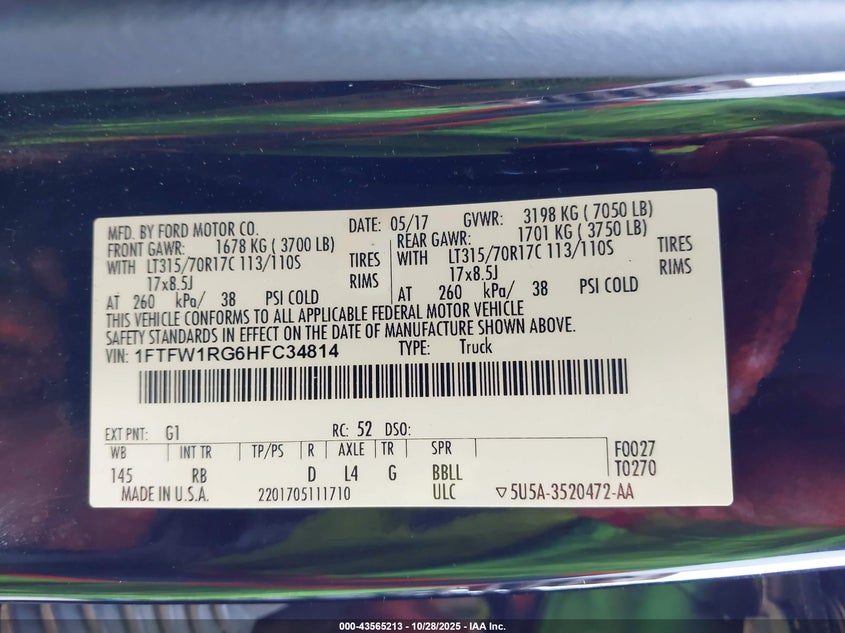 MFD. BY FORD MOTOR CO. DATE: 05/17 GVWR: 3198 KG ( 7050 LB)
FRONT GAWR: 1678 KG ( 3700 LB) REAR GAWR: 1701 KG ( 3750 LB)
WITH LT315/70R17C 113/110S TIRES WITH LT315/70R17C 113/110S TIRES
17x8.5J RIMS 17x8.5J RIMS
AT 260 kPa/ 38 PSI COLD AT 260 kPa/ 38 PSI COLD
THIS VEHICLE CONFORMS TO ALL APPLICABLE FEDERAL MOTOR VEHICLE
SAFETY STANDARDS IN EFFECT ON THE DATE OF MANUFACTURE SHOWN ABOVE.
VIN: 1FTFW1RG6HFC34814 TYPE: Truck
EXT PNT: G1 RC: 52 DSO:
WB INT TR TP/PS R AXLE TR SPR F0027
145 RB D L4 G BBLL T0270
MADE IN U.S.A. 2201705111710 ULC ▽5U5A-3520472-AA
000-43565213 - 10/28/2025 - IAA Inc.